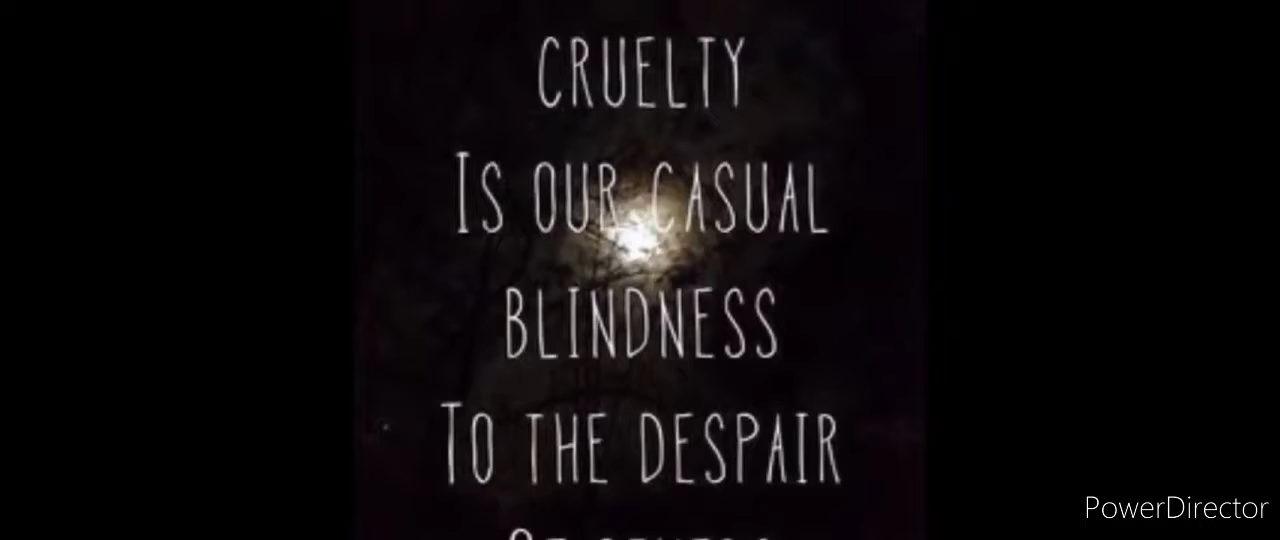 CRUELTY
IS OUR CASUAL
BLINDNESS
TO THE DESPAIR
PowerDirector